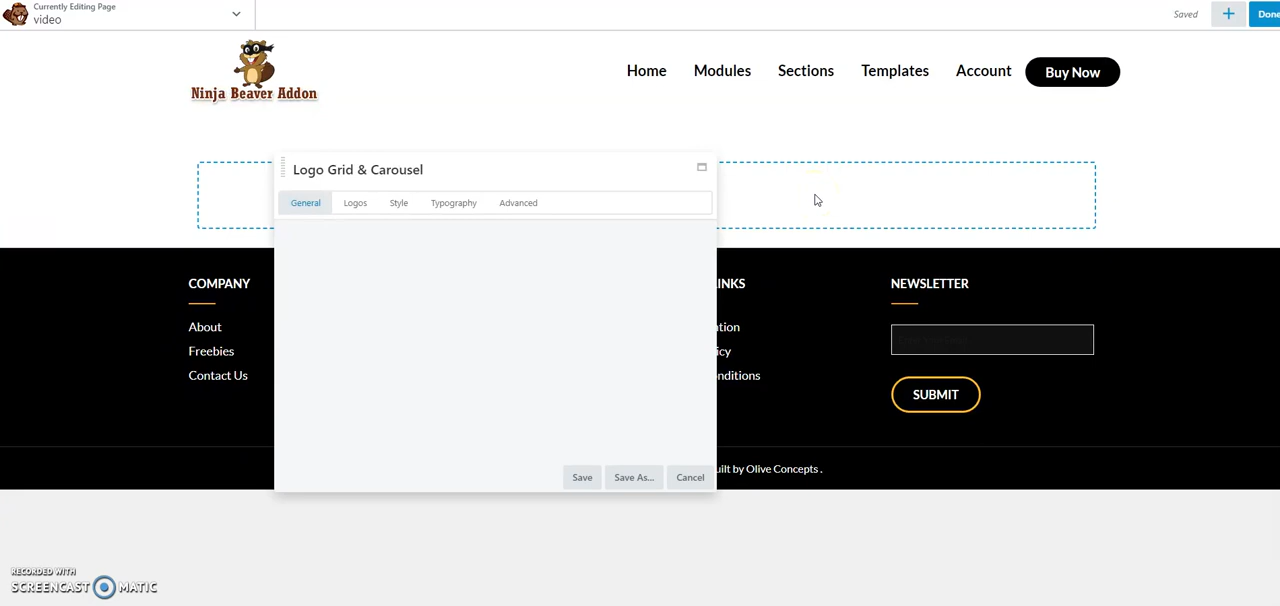 Currently Editing Page
video
Saved
+
Done
Ninja Beaver Addon
Home Modules Sections Templates Account Buy Now
Logo Grid & Carousel
General Logos Style Typography Advanced
COMPANY
About
Freebies
Contact Us
LINKS
tion
icy
nditions
NEWSLETTER
SUBMIT
Save Save As... Cancel
uilt by Olive Concepts .
RECORDED WITH
SCREENCAST MATIC